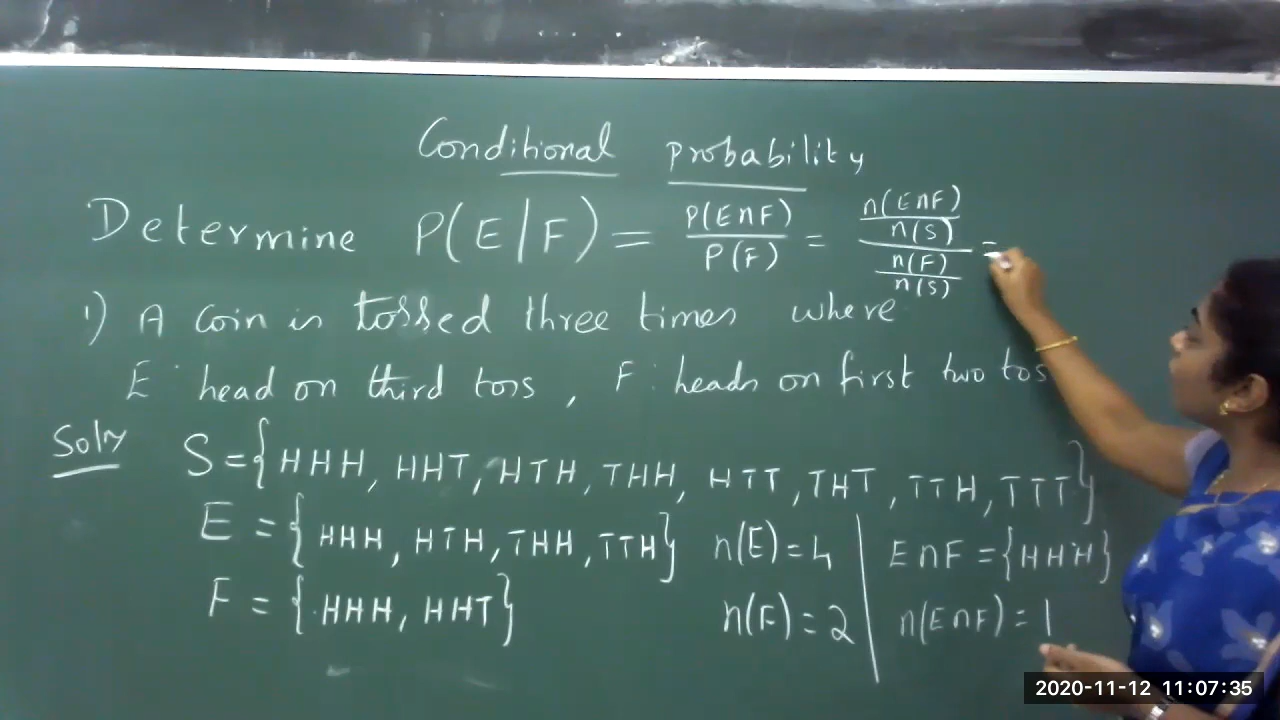 Conditional probability
Determine P(E/F) = P(E∩F)/P(F) = (n(E∩F)/n(S))/(n(F)/n(S)) =
1) A coin is tossed three times where
E: head on third toss, F: heads on first two tos
Soln S={HHH, HHT, HTH, THH, HTT, THT, TTH, TTT}
E = {HHH, HTH, THH, TTH} n(E)=4 E∩F={HHH}
F = {HHH, HHT} n(F)=2 n(E∩F)=1
2020-11-12 11:07:35